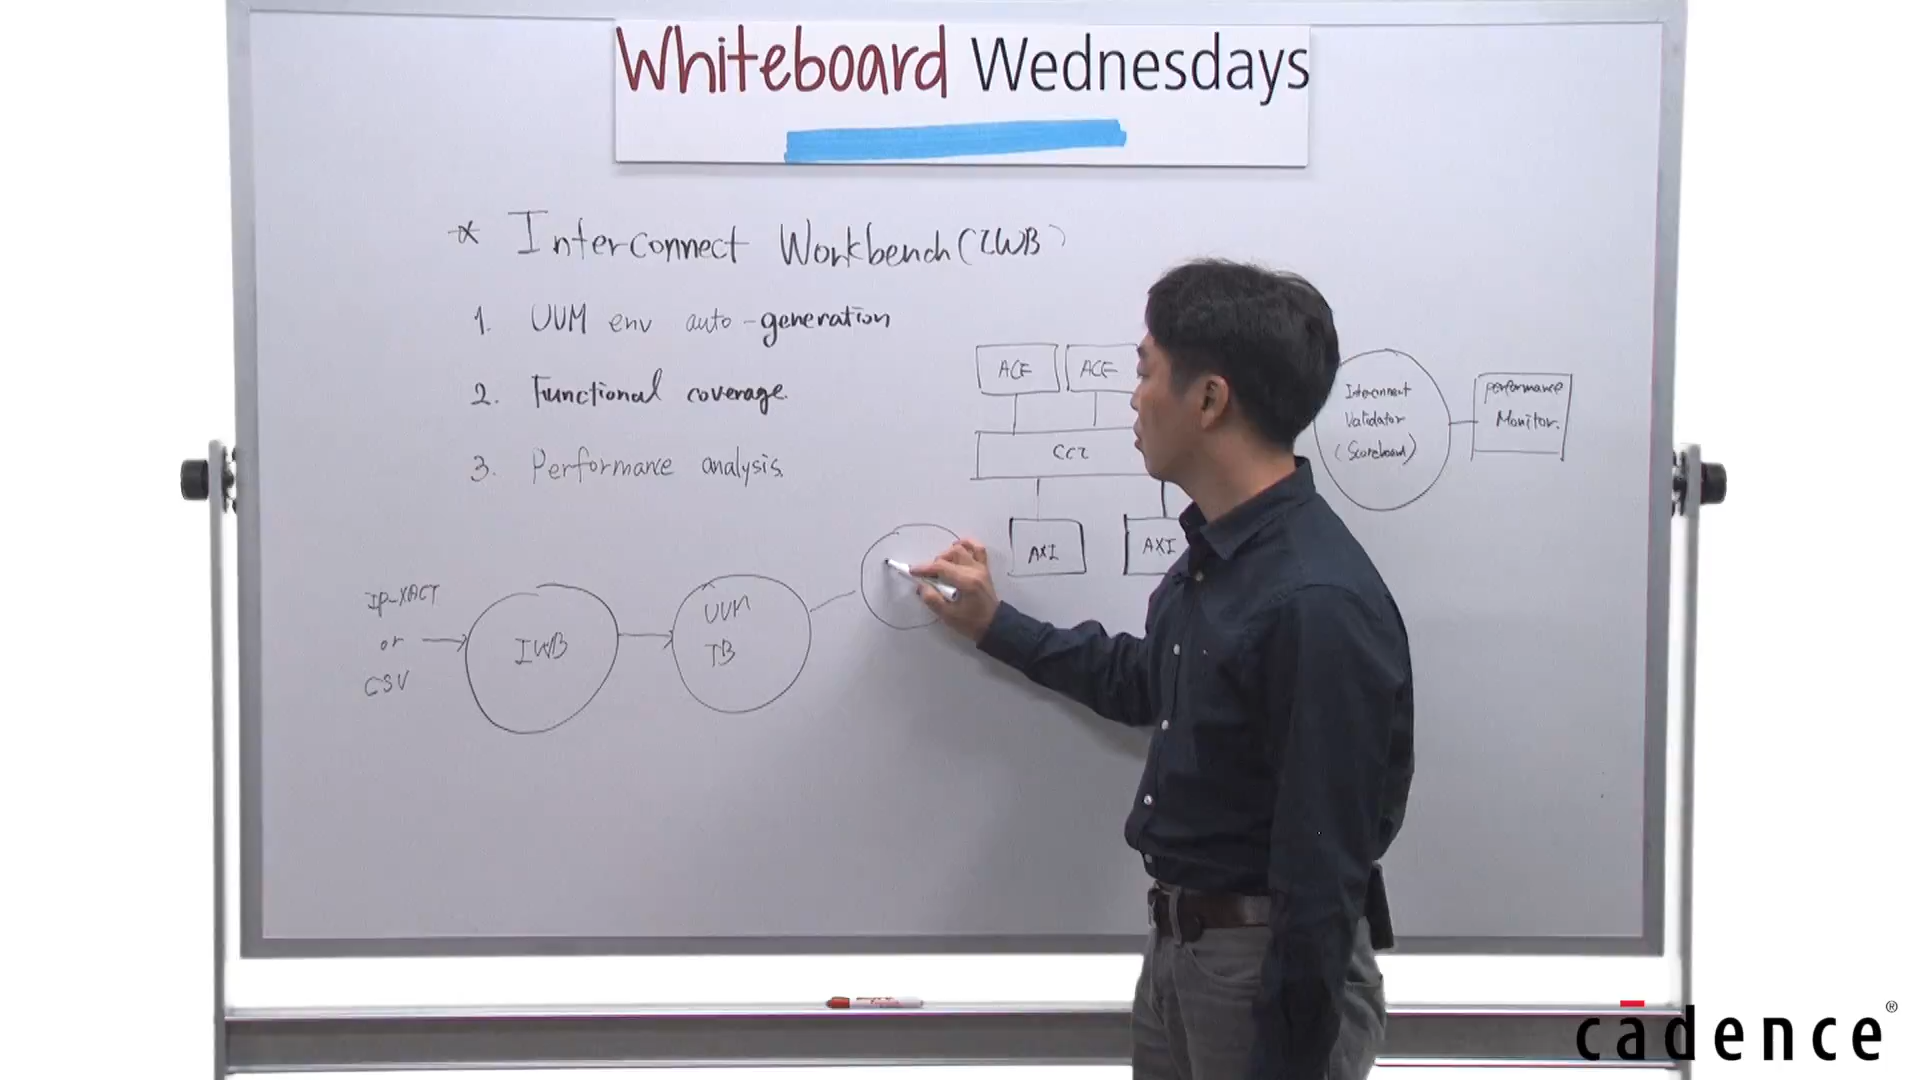 Whiteboard Wednesdays
* Interconnect Workbench (IWB)
1. UVM env auto-generation
2. Functional coverage
3. Performance analysis
ACE ACE
CCI
AXI AXI
Interconnect
Validator
(Scoreboard)
performance
Monitor.
IP-XACT
or
CSV
IWB
UVM
TB
cadence®